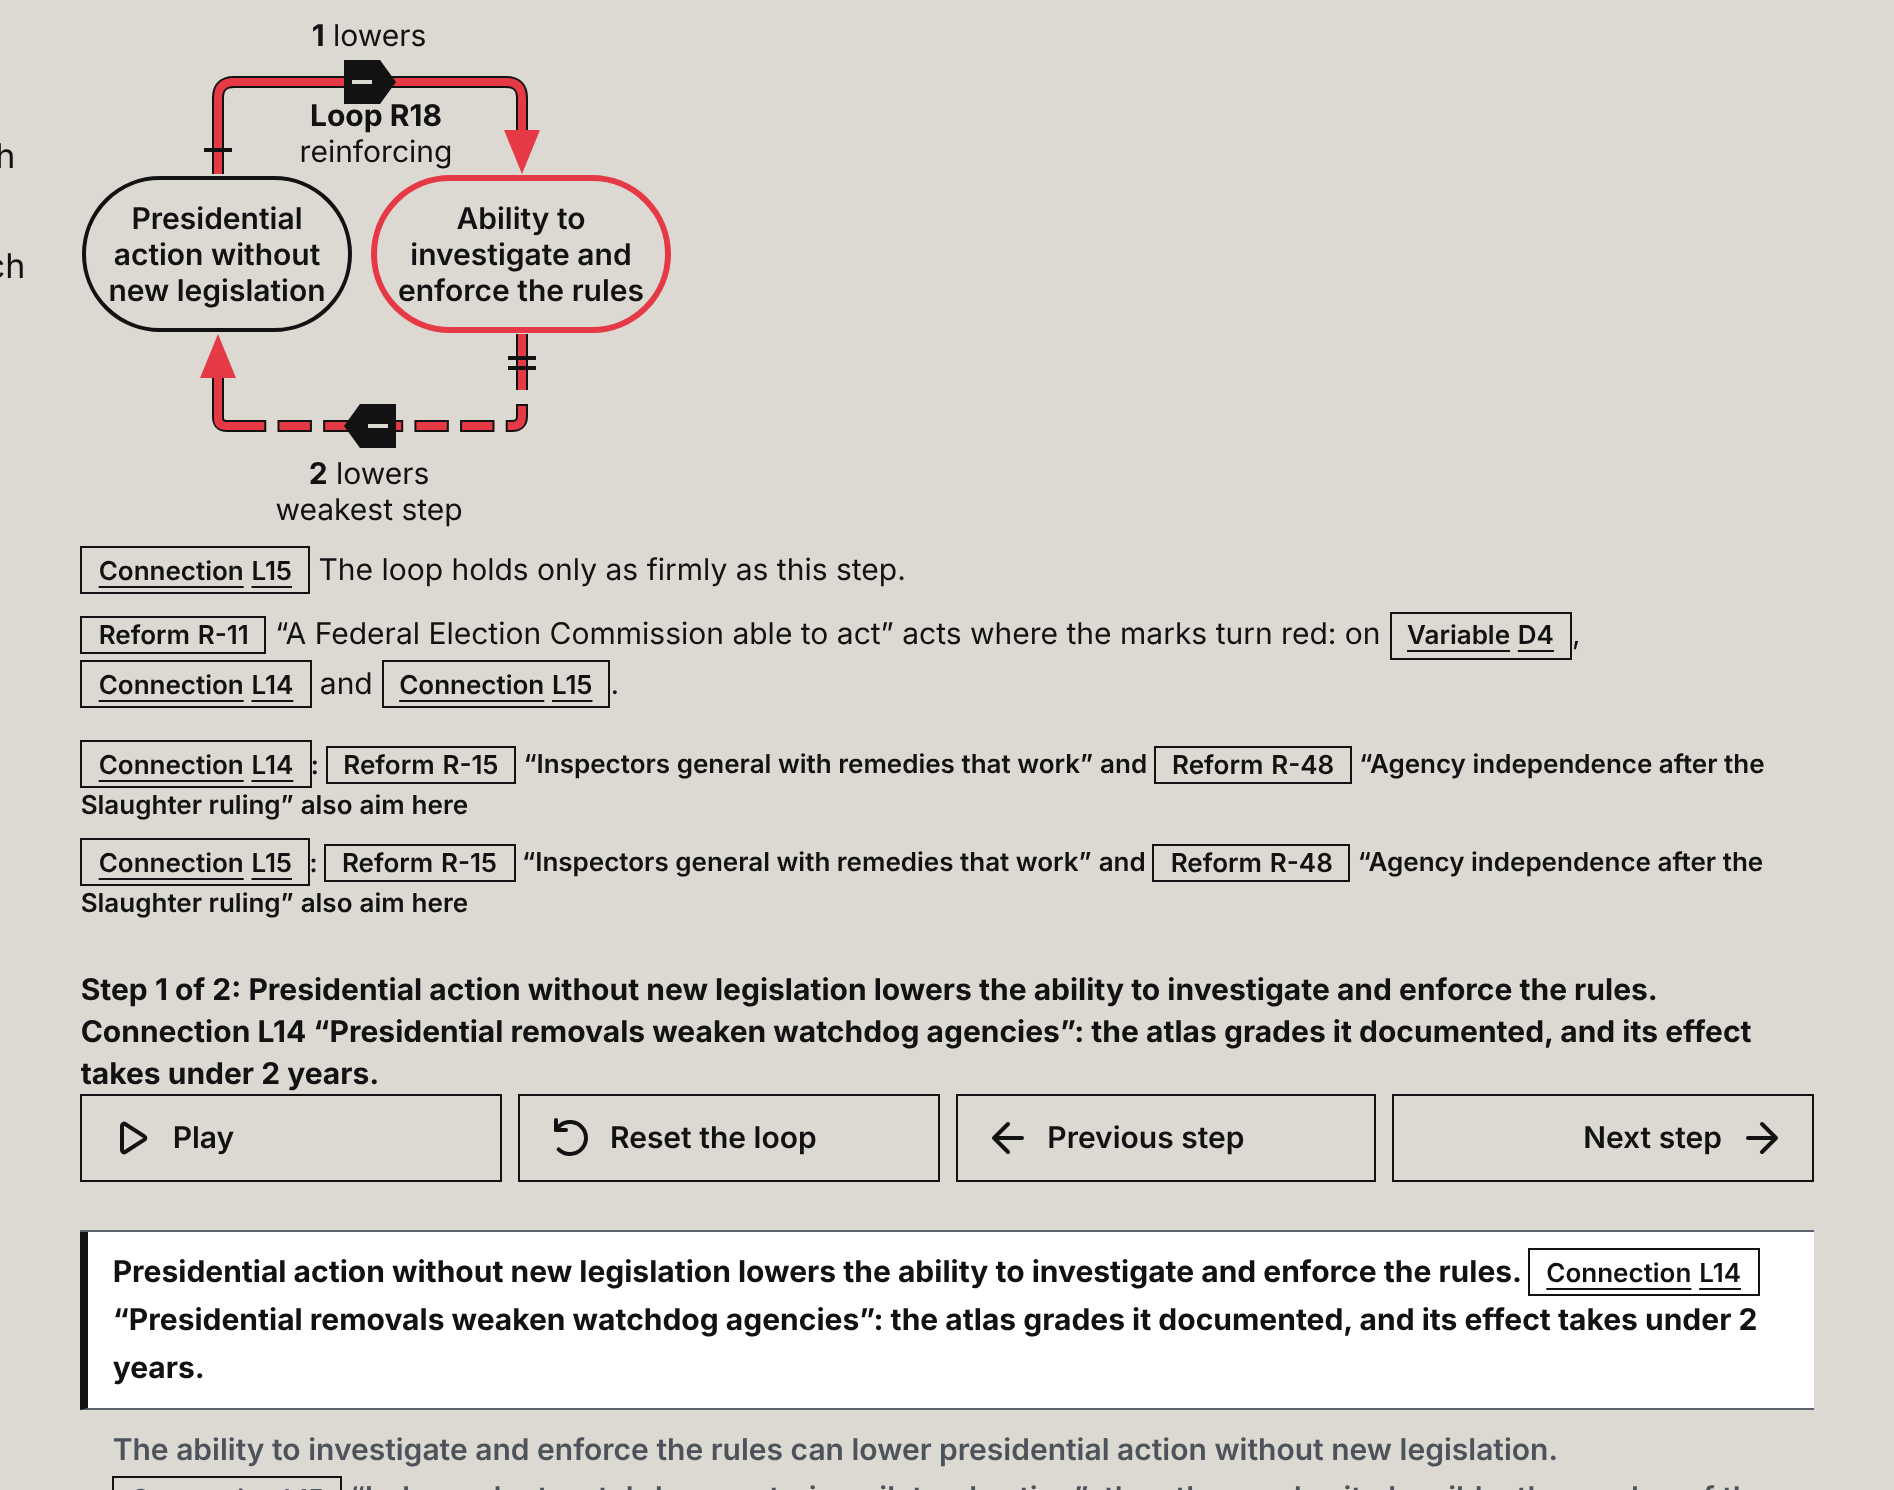 1 lowers
Loop R18
reinforcing
h
ch
Presidential
action without
new legislation
Ability to
investigate and
enforce the rules
2 lowers
weakest step
Connection L15 The loop holds only as firmly as this step.
Reform R-11 “A Federal Election Commission able to act” acts where the marks turn red: on Variable D4,
Connection L14 and Connection L15.
Connection L14: Reform R-15 “Inspectors general with remedies that work” and Reform R-48 “Agency independence after the
Slaughter ruling” also aim here
Connection L15: Reform R-15 “Inspectors general with remedies that work” and Reform R-48 “Agency independence after the
Slaughter ruling” also aim here
Step 1 of 2: Presidential action without new legislation lowers the ability to investigate and enforce the rules.
Connection L14 “Presidential removals weaken watchdog agencies”: the atlas grades it documented, and its effect
takes under 2 years.
Play
Reset the loop
Previous step
Next step
Presidential action without new legislation lowers the ability to investigate and enforce the rules. Connection L14
“Presidential removals weaken watchdog agencies”: the atlas grades it documented, and its effect takes under 2
years.
The ability to investigate and enforce the rules can lower presidential action without new legislation.